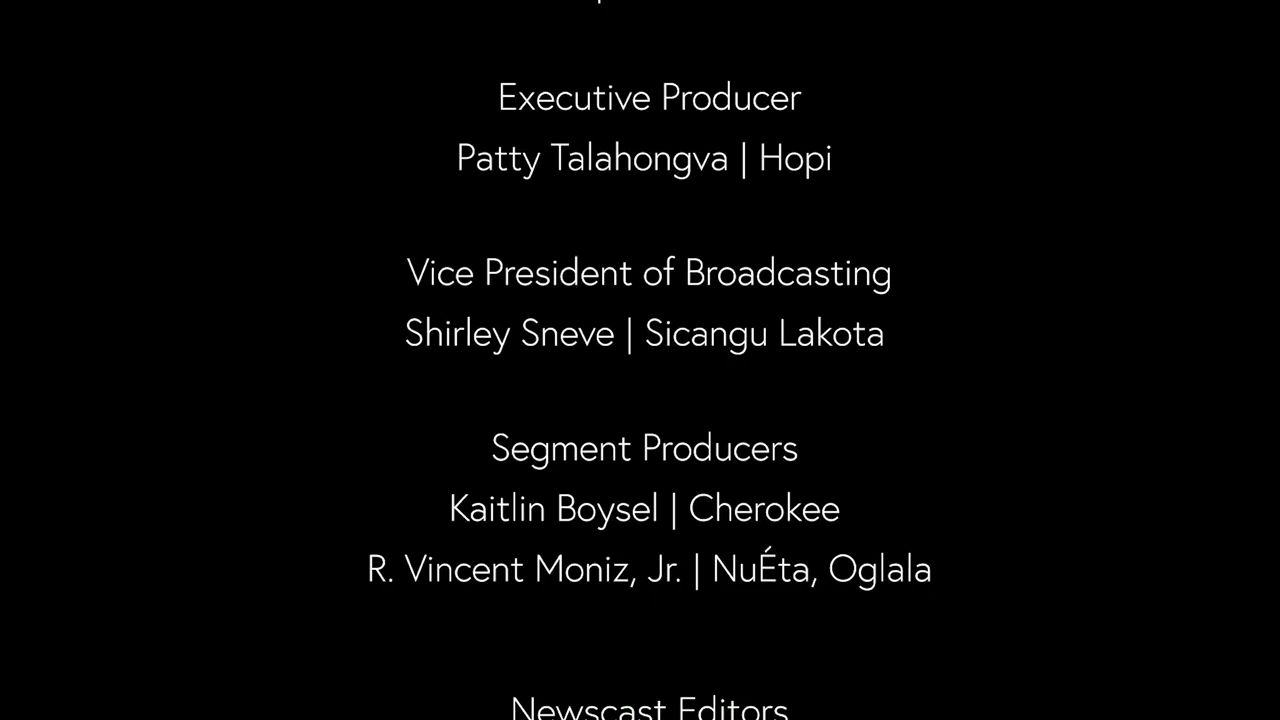 Executive Producer
Patty Talahongva | Hopi
Vice President of Broadcasting
Shirley Sneve | Sicangu Lakota
Segment Producers
Kaitlin Boysel | Cherokee
R. Vincent Moniz, Jr. | NuÉta, Oglala
Newscast Editors